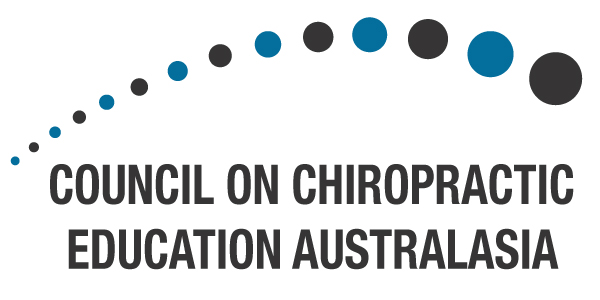 COUNCIL ON CHIROPRACTIC
EDUCATION AUSTRALASIA